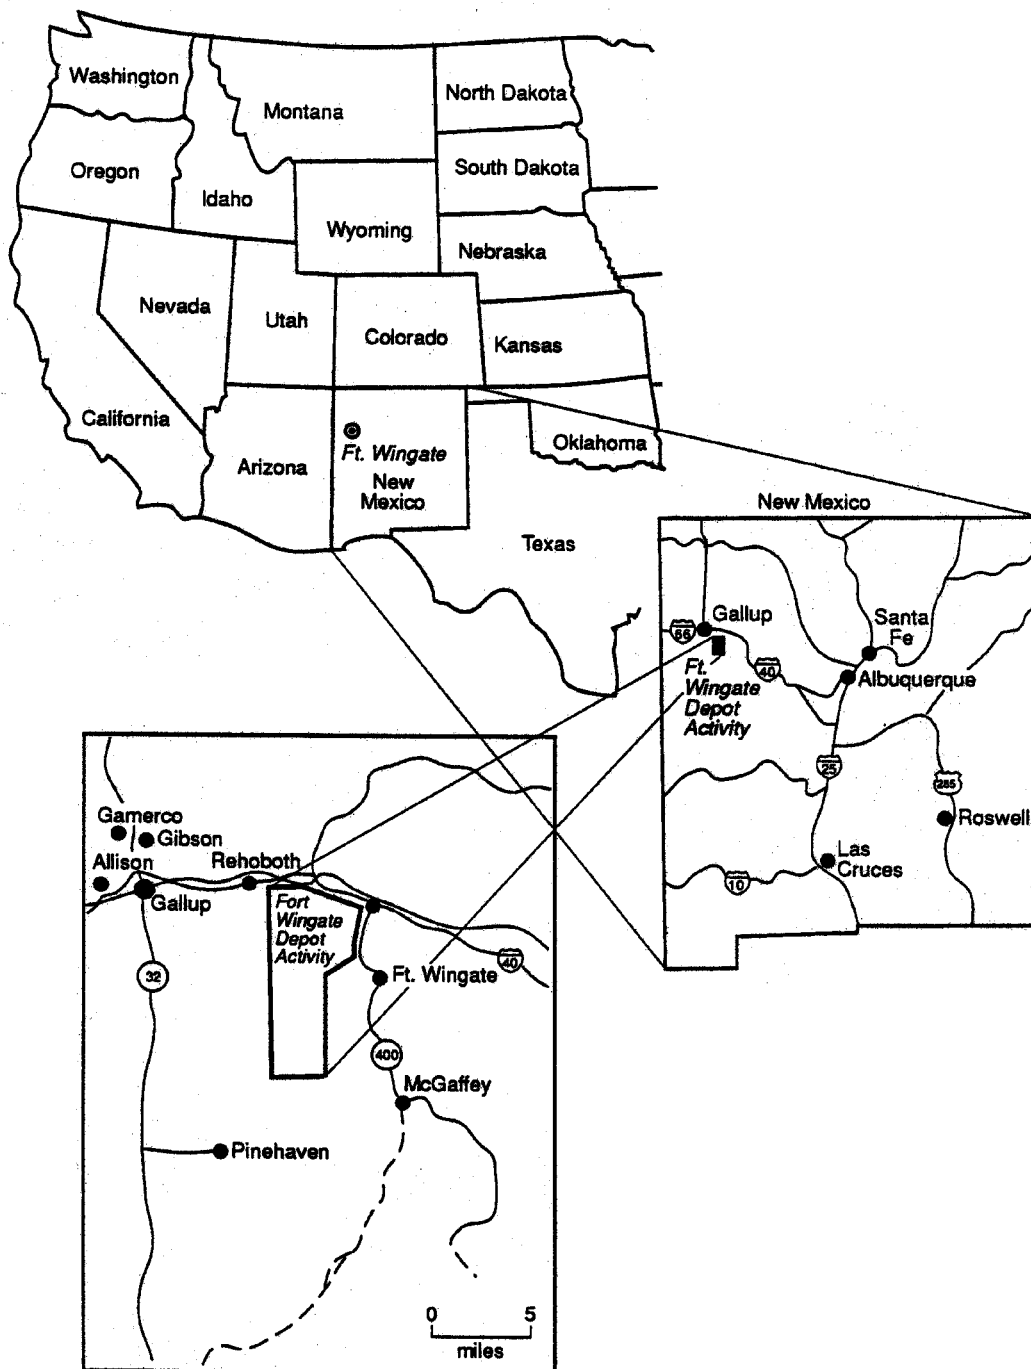 Washington
Montana
North Dakota
Oregon
Idaho
South Dakota
Wyoming
Nebraska
Nevada
Utah
Colorado
Kansas
California
Arizona
Ft. Wingate
New
Mexico
Oklahoma
Texas
New Mexico
Gallup
66
Santa
Fe
40
Ft.
Wingate
Depot
Activity
Albuquerque
25
285
Roswell
Las
Cruces
10
Gamerco
Gibson
Allison
Rehoboth
Gallup
Fort
Wingate
Depot
Activity
40
32
Ft. Wingate
400
McGaffey
Pinehaven
0 5
miles